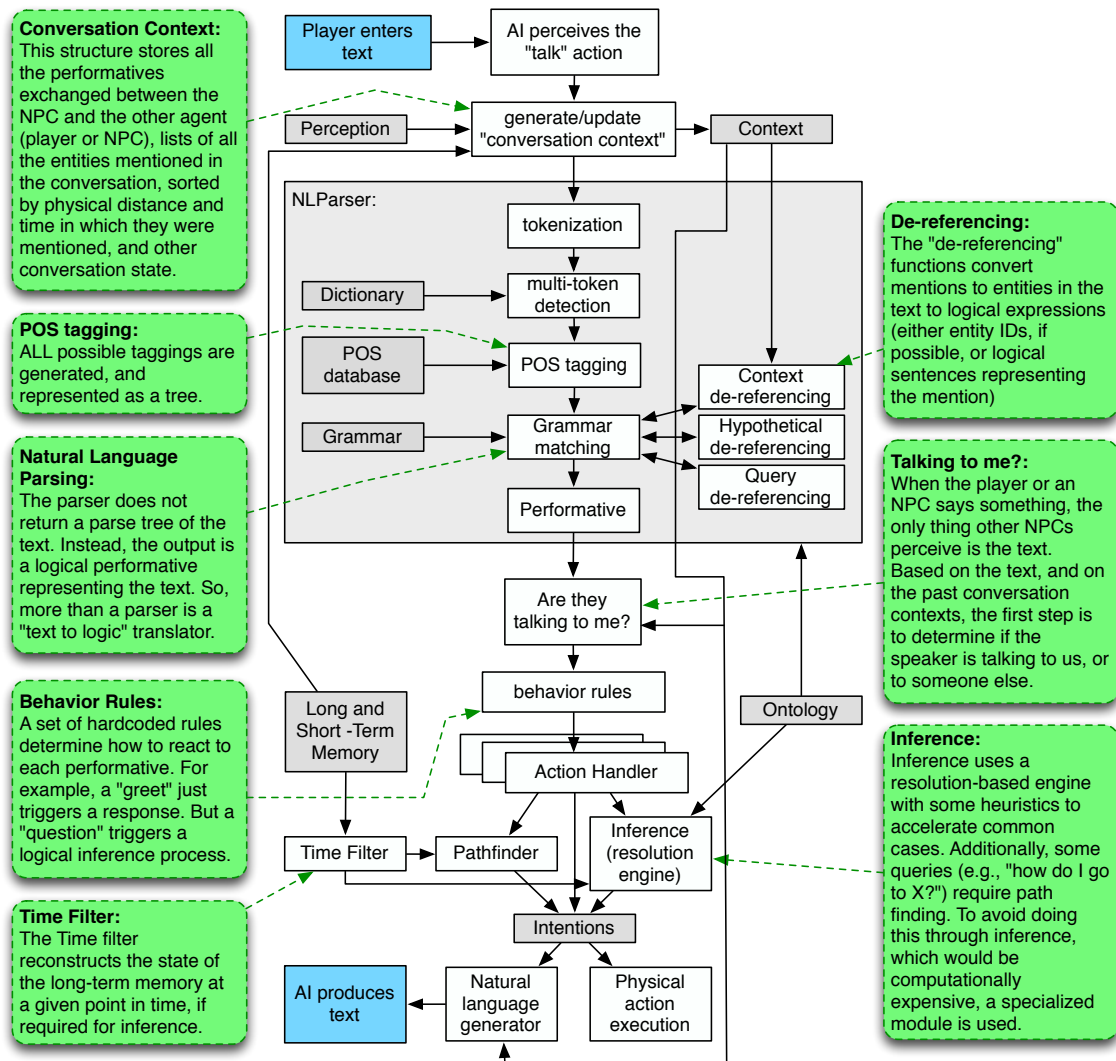 Conversation Context:
This structure stores all
the performatives
exchanged between the
NPC and the other agent
(player or NPC), lists of all
the entities mentioned in
the conversation, sorted
by physical distance and
time in which they were
mentioned, and other
conversation state.
POS tagging:
ALL possible taggings are
generated, and
represented as a tree.
Natural Language
Parsing:
The parser does not
return a parse tree of the
text. Instead, the output is
a logical performative
representing the text. So,
more than a parser is a
"text to logic" translator.
Behavior Rules:
A set of hardcoded rules
determine how to react to
each performative. For
example, a "greet" just
triggers a response. But a
"question" triggers a
logical inference process.
Time Filter:
The Time filter
reconstructs the state of
the long-term memory at
a given point in time, if
required for inference.
Player enters
text
AI perceives the
"talk" action
Perception
generate/update
"conversation context"
Context
NLParser:
tokenization
Dictionary
multi-token
detection
POS
database
POS tagging
Context
de-referencing
Grammar
Grammar
matching
Hypothetical
de-referencing
Query
de-referencing
Performative
Are they
talking to me?
Long and
Short -Term
Memory
behavior rules
Ontology
Action Handler
Time Filter
Pathfinder
Inference
(resolution
engine)
Intentions
AI produces
text
Natural
language
generator
Physical
action
execution
De-referencing:
The "de-referencing"
functions convert
mentions to entities in the
text to logical expressions
(either entity IDs, if
possible, or logical
sentences representing
the mention)
Talking to me?:
When the player or an
NPC says something, the
only thing other NPCs
perceive is the text.
Based on the text, and on
the past conversation
contexts, the first step is
to determine if the
speaker is talking to us, or
to someone else.
Inference:
Inference uses a
resolution-based engine
with some heuristics to
accelerate common
cases. Additionally, some
queries (e.g., "how do I go
to X?") require path
finding. To avoid doing
this through inference,
which would be
computationally
expensive, a specialized
module is used.